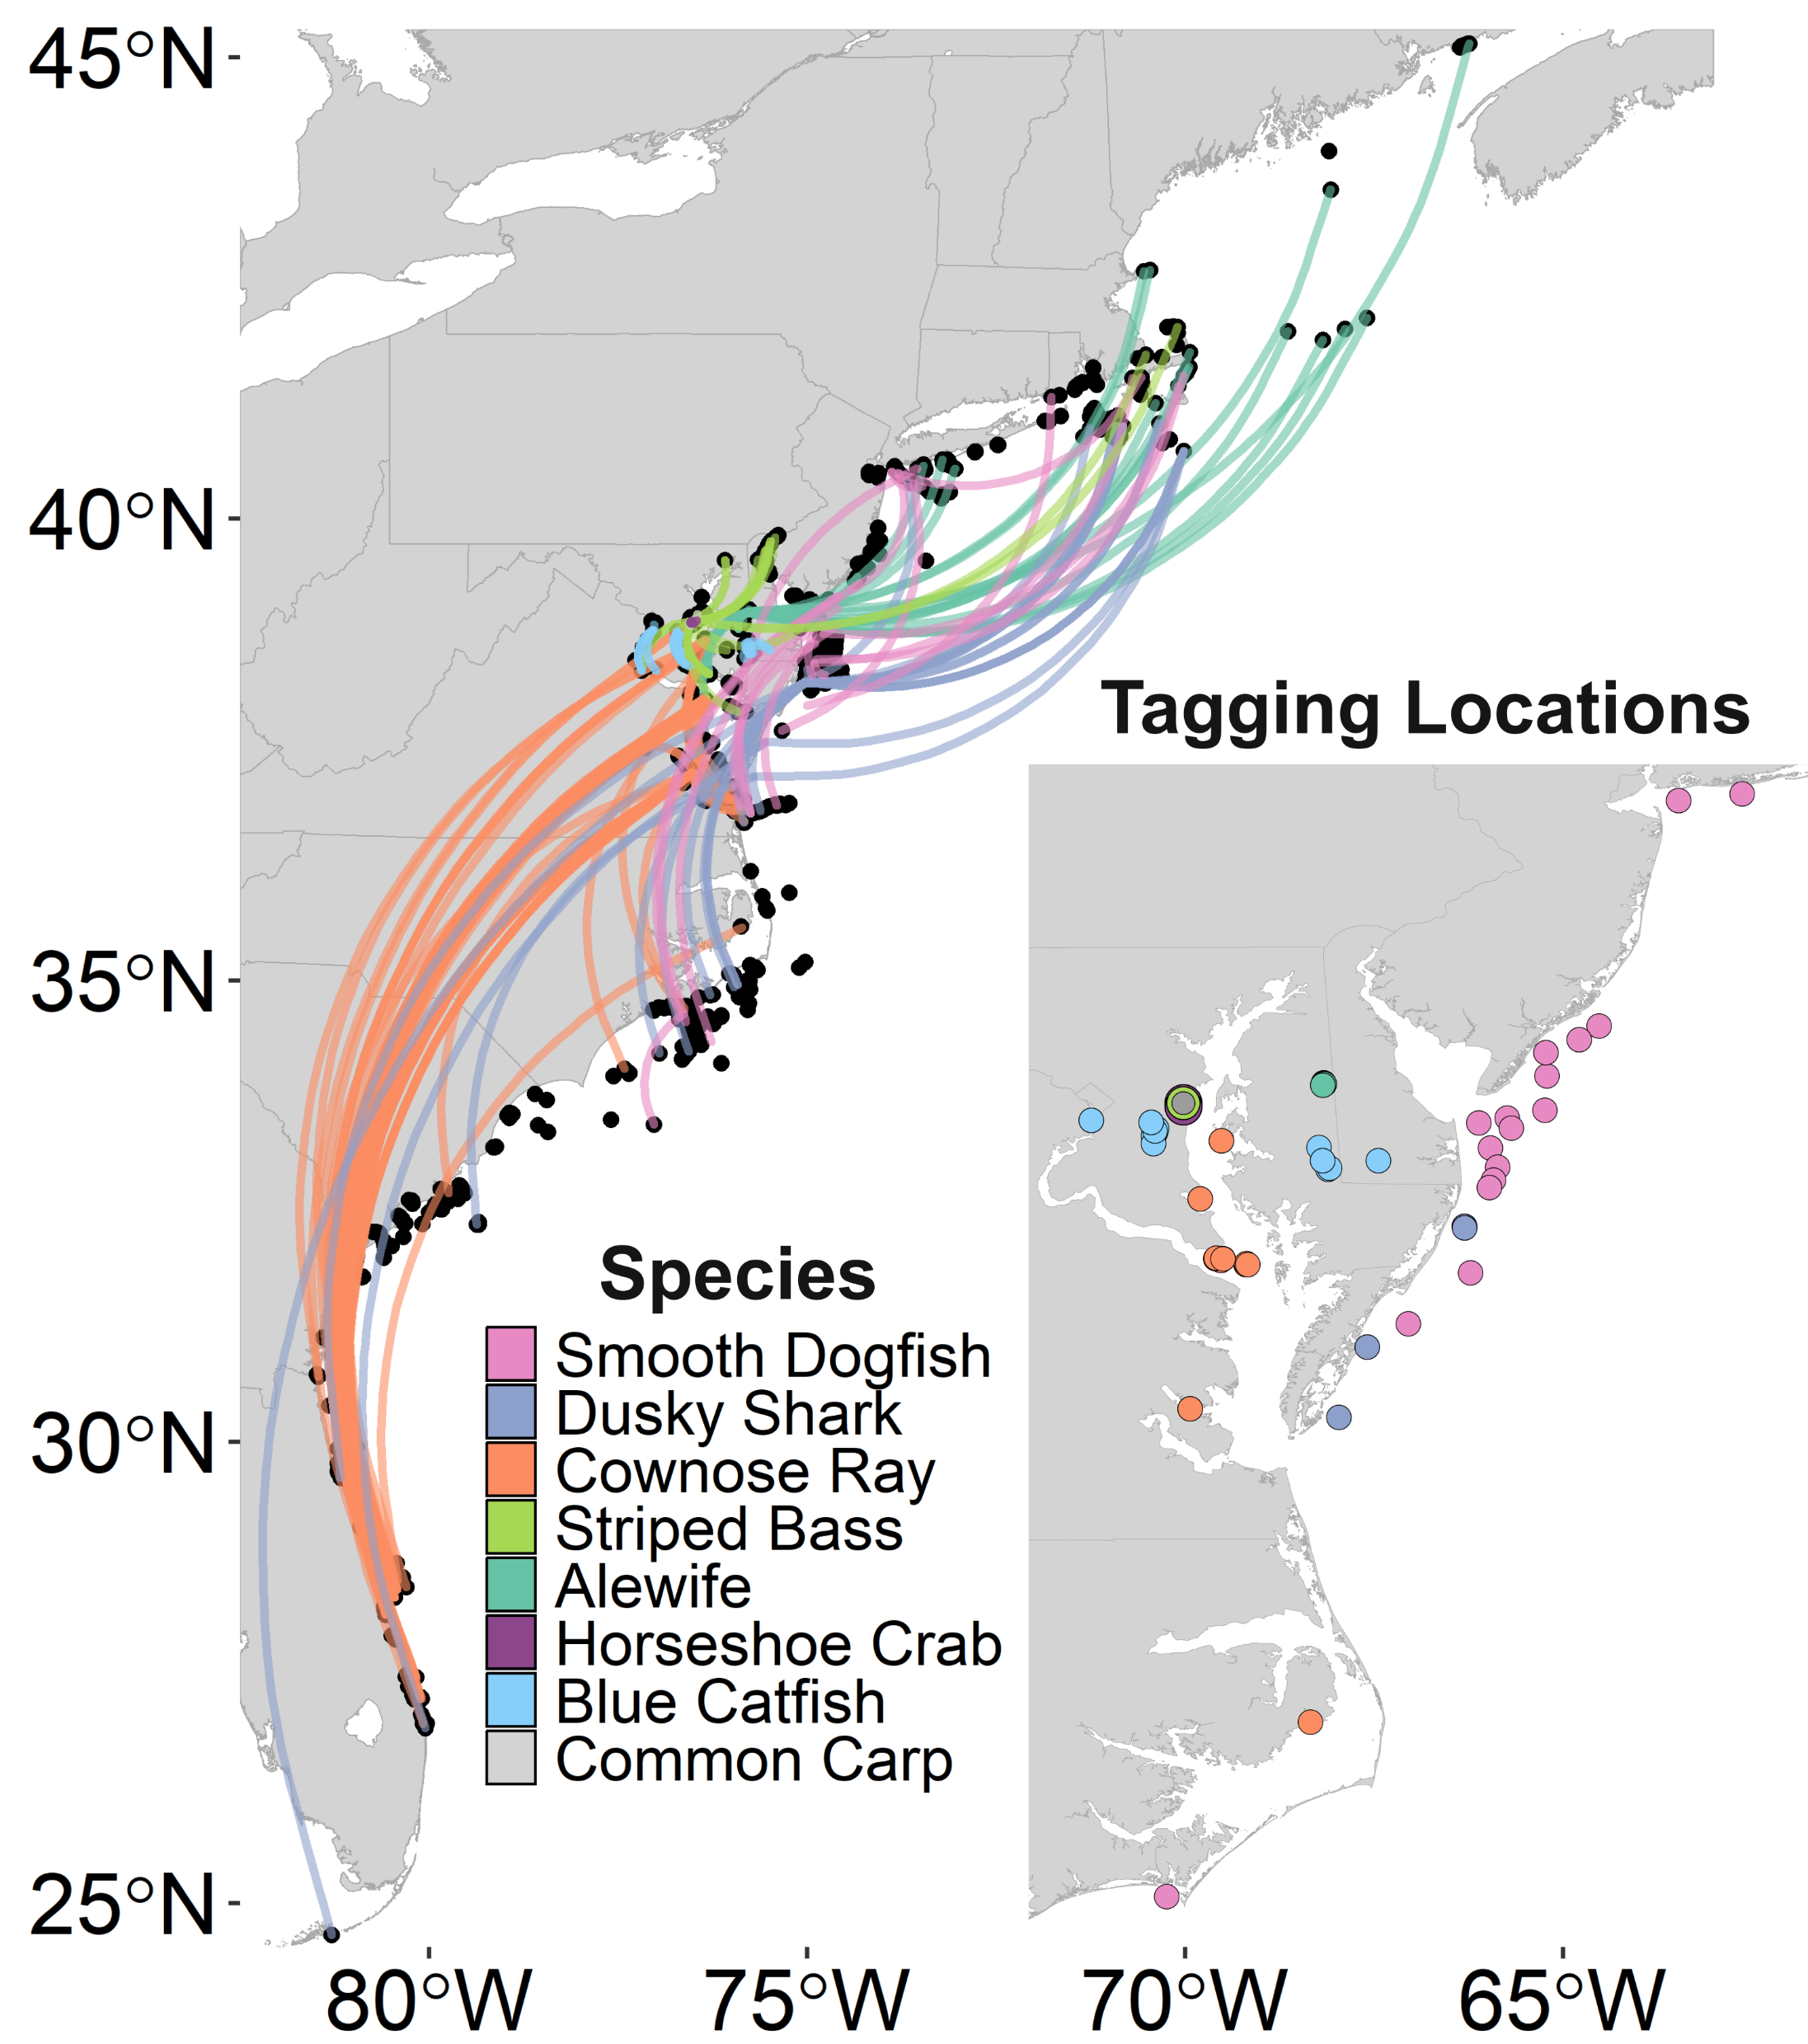 45°N
40°N
Tagging Locations
35°N
Species
Smooth Dogfish
Dusky Shark
Cownose Ray
30°N
Striped Bass
Alewife
Horseshoe Crab
Blue Catfish
Common Carp
25°N
80°W
75°W
70°W
65°W